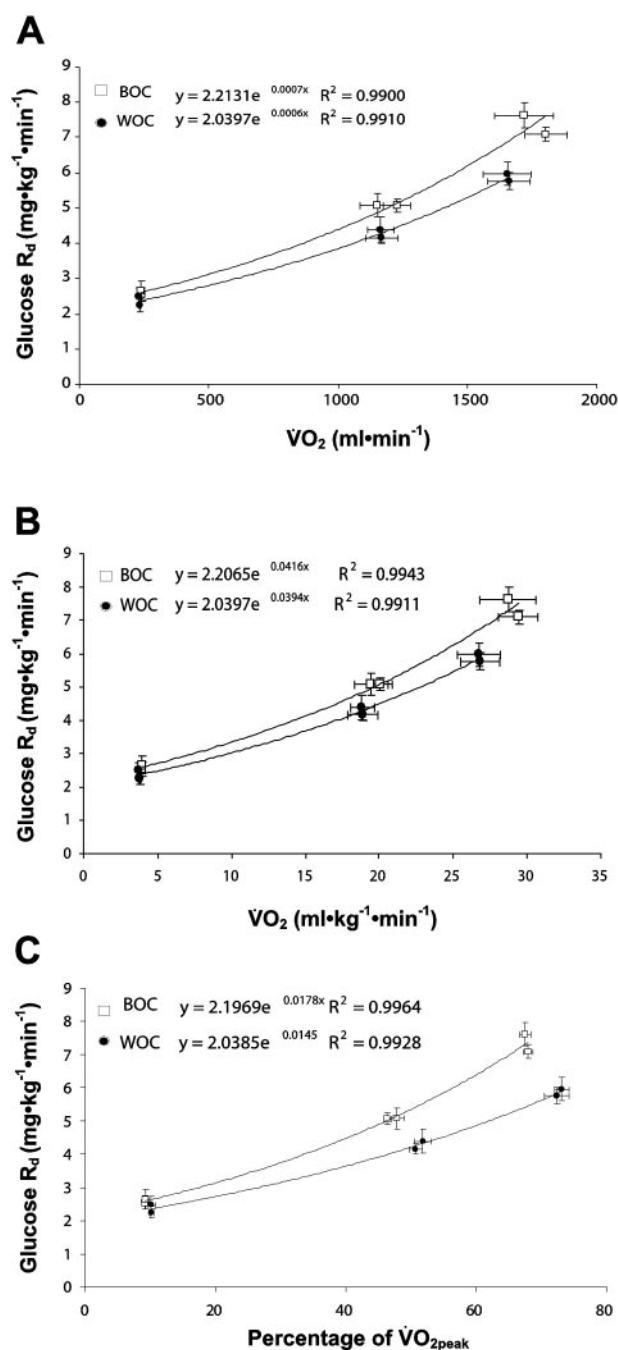 A
Glucose R_d (mg•kg⁻¹•min⁻¹)
9
8
7
6
5
4
3
2
1
0
BOC y = 2.2131e^0.0007x R² = 0.9900
WOC y = 2.0397e^0.0006x R² = 0.9910
0 500 1000 1500 2000
V̇O₂ (ml•min⁻¹)
B
Glucose R_d (mg•kg⁻¹•min⁻¹)
9
8
7
6
5
4
3
2
1
0
BOC y = 2.2065e^0.0416x R² = 0.9943
WOC y = 2.0397e^0.0394x R² = 0.9911
0 5 10 15 20 25 30 35
V̇O₂ (ml•kg⁻¹•min⁻¹)
C
Glucose R_d (mg•kg⁻¹•min⁻¹)
9
8
7
6
5
4
3
2
1
0
BOC y = 2.1969e^0.0178x R² = 0.9964
WOC y = 2.0385e^0.0145 R² = 0.9928
0 20 40 60 80
Percentage of V̇O₂peak